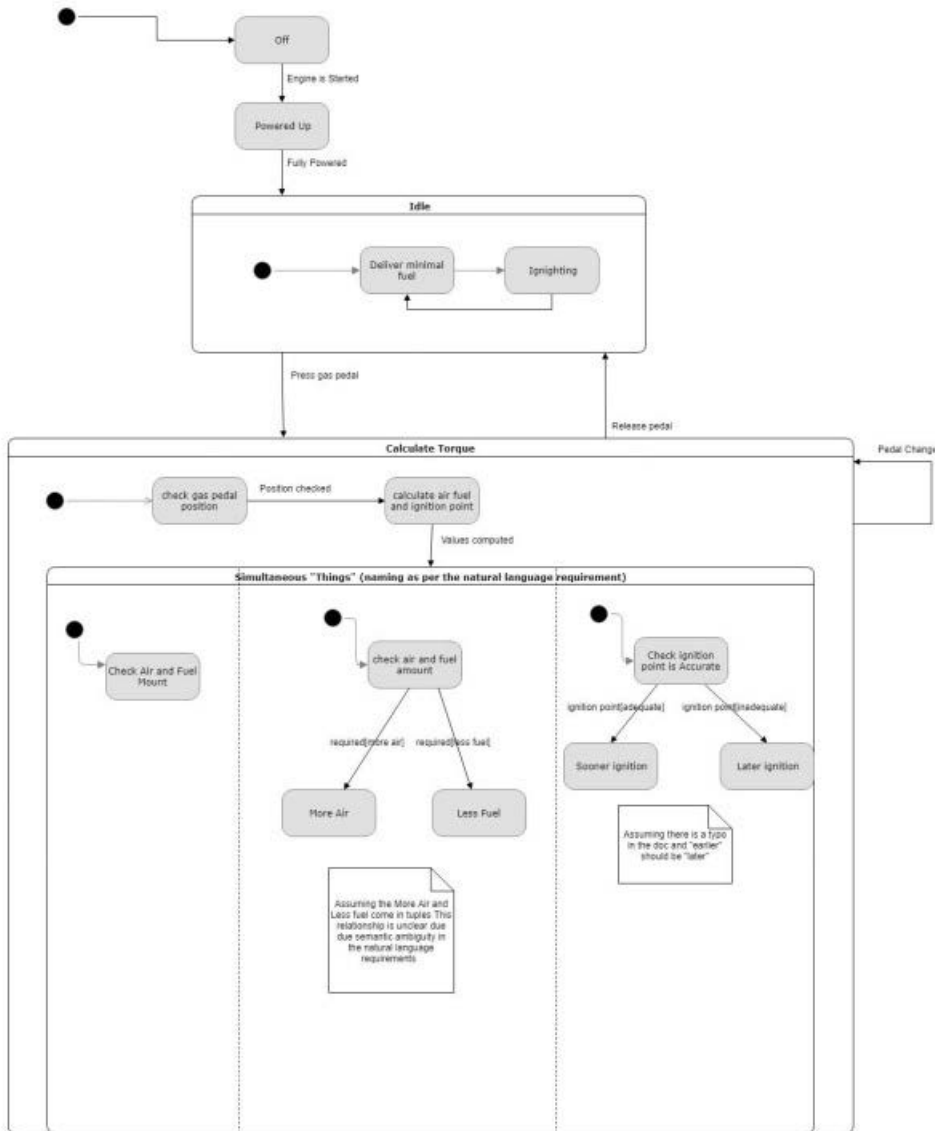 Off
Engine is Started
Powered Up
Fully Powered
Idle
Deliver minimal
fuel
Ignighting
Press gas pedal
Release pedal
Calculate Torque
Pedal Change
check gas pedal
position
Position checked
calculate air fuel
and ignition point
Values computed
Simultaneous "Things" (naming as per the natural language requirement)
Check Air and Fuel
Mount
check air and fuel
amount
required[more air]
required[less fuel[
More Air
Less Fuel
Assuming the More Air and
Less fuel come in tuples This
relationship is unclear due
due semantic ambiguity in
the natural language
requirements
Check ignition
point is Accurate
ignition point[adequate[
ignition point[inadequate[
Sooner ignition
Later ignition
Assuming there is a typo
in the doc and "earlier"
should be "later"